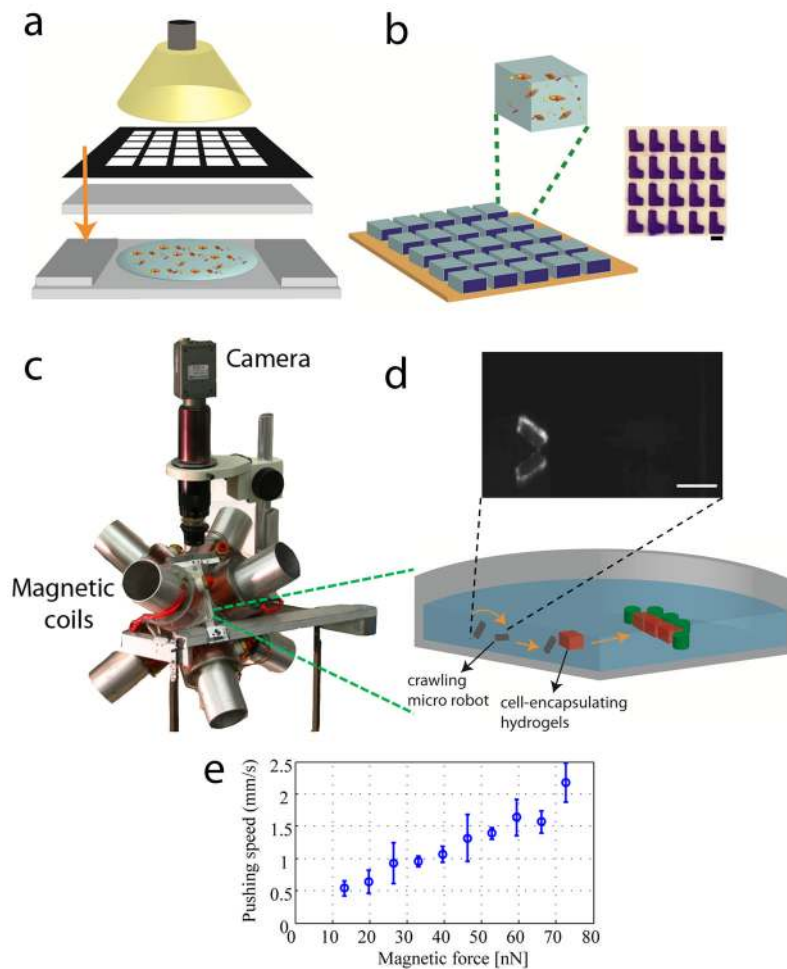 a
b
c
Camera
Magnetic
coils
d
crawling
micro robot
cell-encapsulating
hydrogels
e
Pushing speed (mm/s)
2.5
2
1.5
1
0.5
0
0 10 20 30 40 50 60 70 80
Magnetic force [nN]